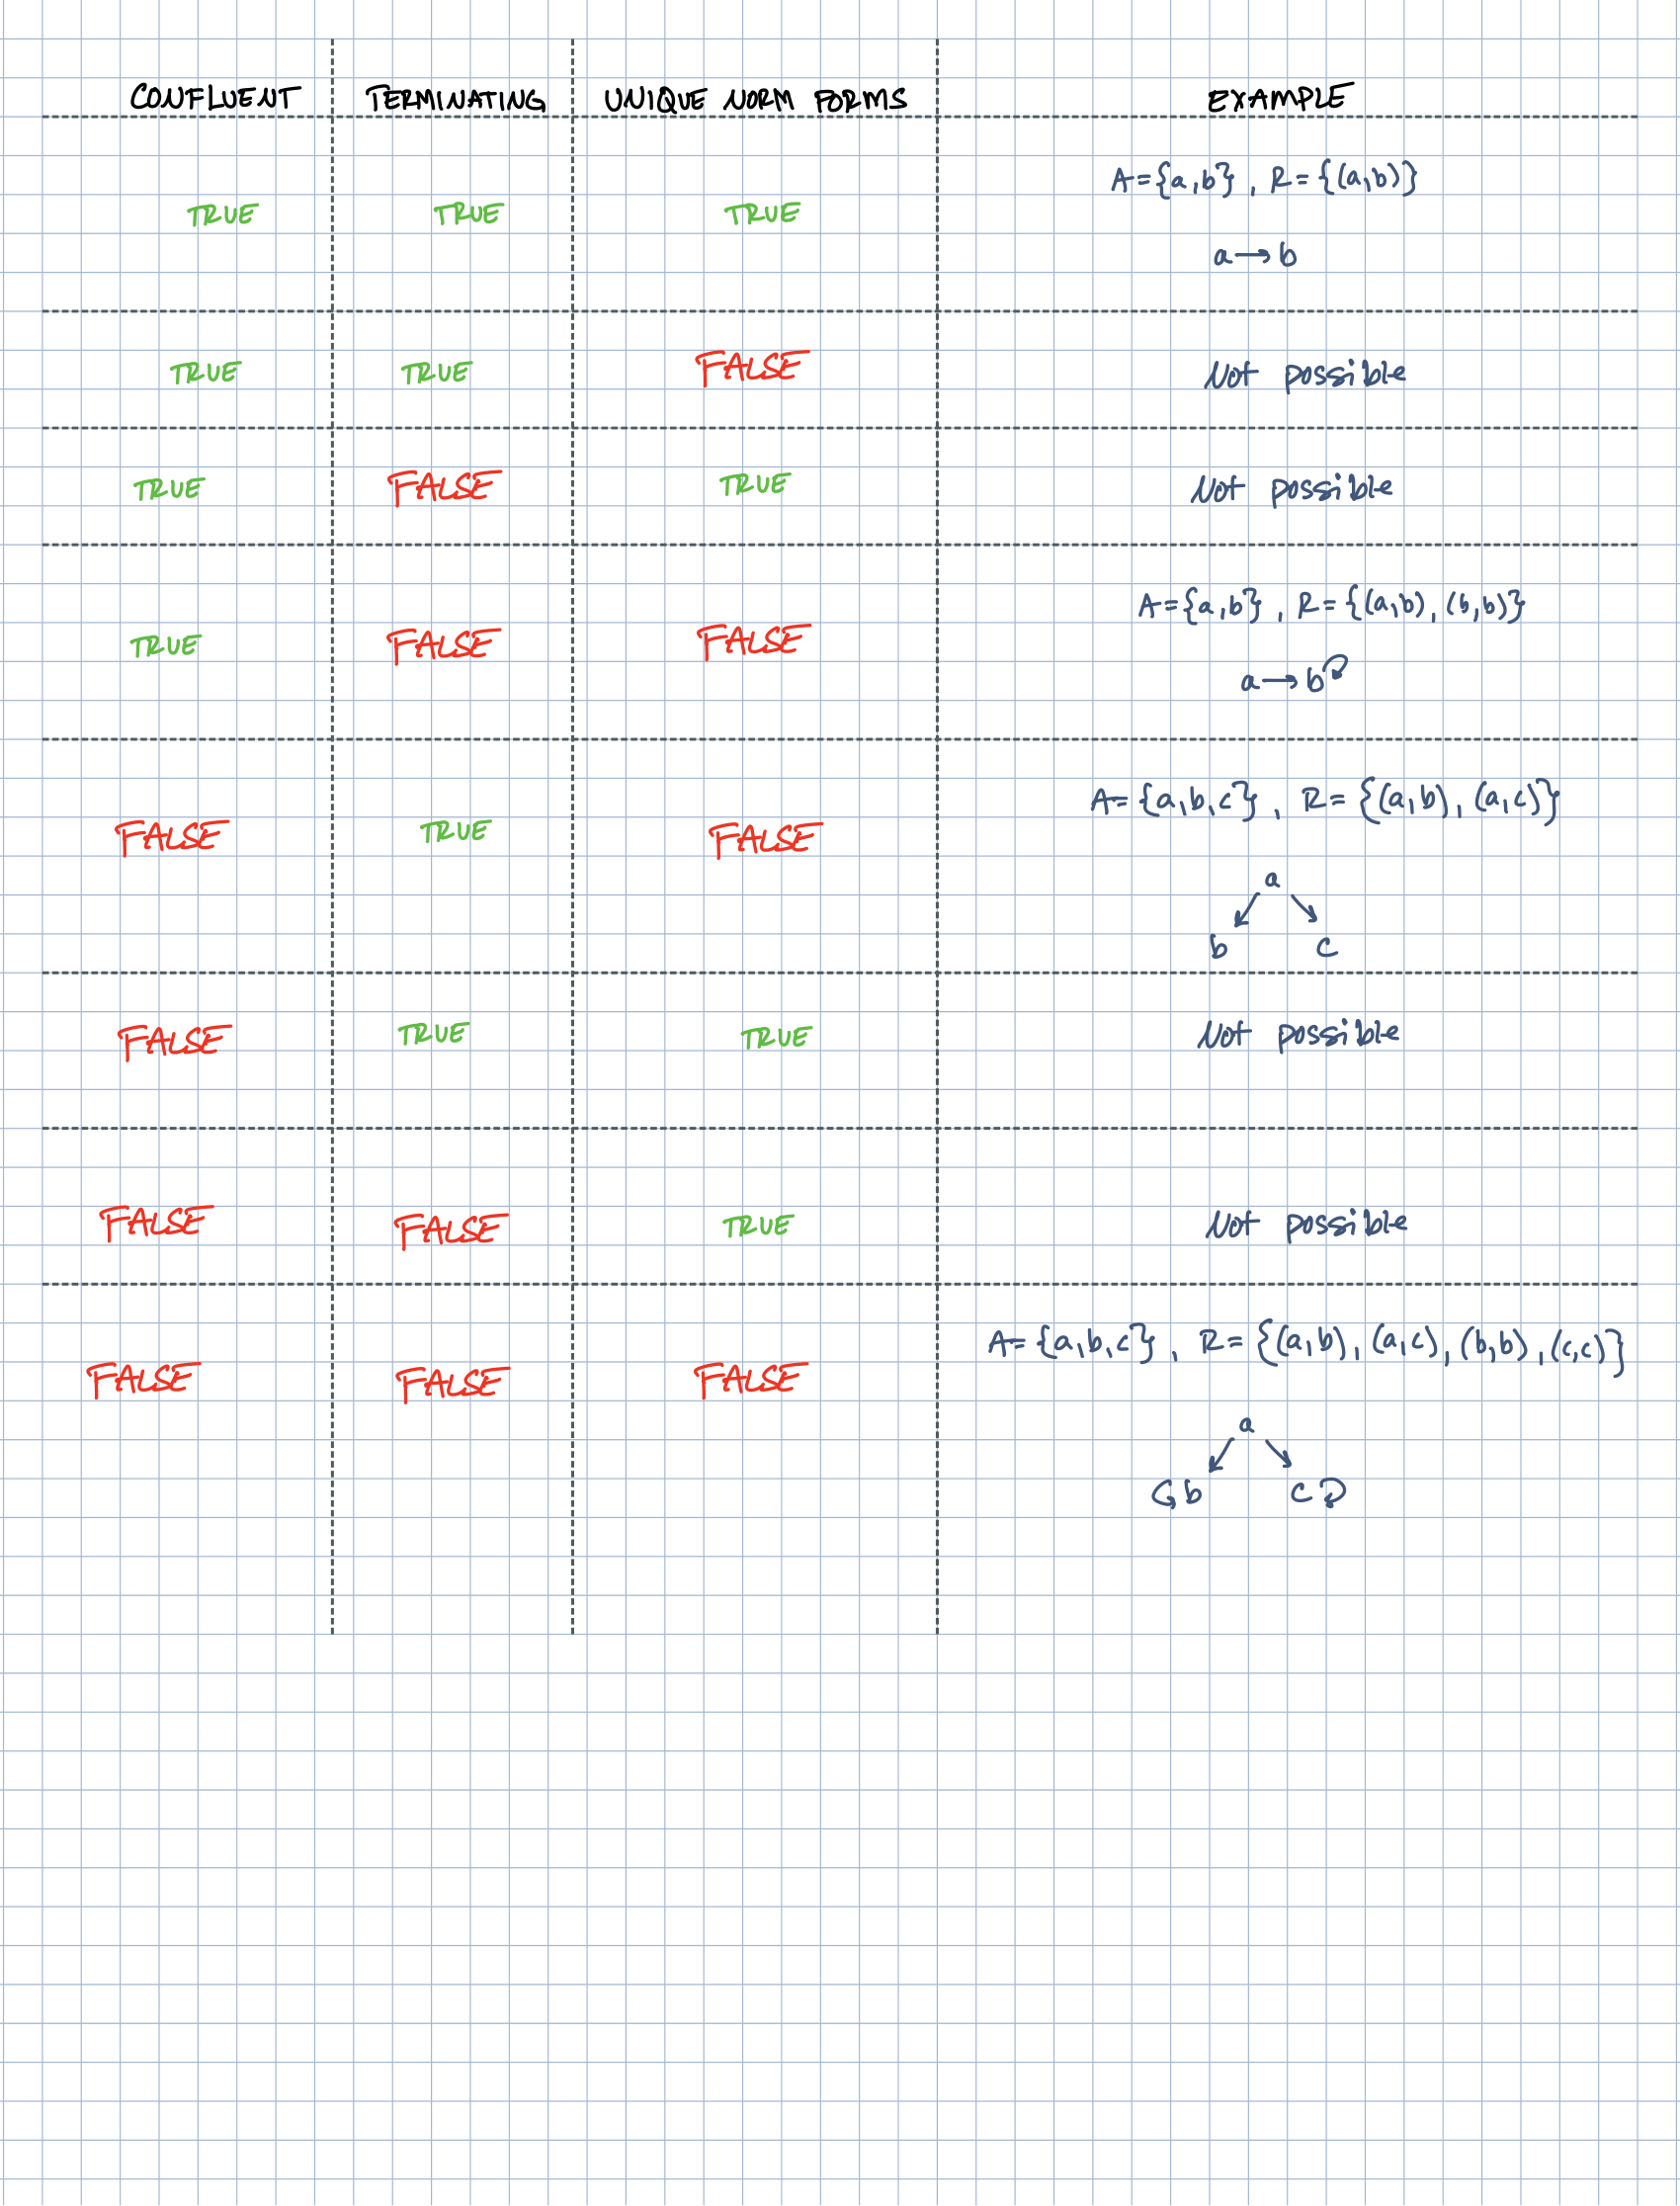 CONFLUENT TERMINATING UNIQUE NORM FORMS EXAMPLE
A={a,b}, R={(a,b)}
TRUE TRUE TRUE
a→b
TRUE TRUE FALSE Not possible
TRUE FALSE TRUE Not possible
A={a,b}, R={(a,b),(b,b)}
TRUE FALSE FALSE
a→b
A={a,b,c}, R={(a,b),(a,c)}
FALSE TRUE FALSE
a
b c
FALSE TRUE TRUE Not possible
FALSE FALSE TRUE Not possible
A={a,b,c}, R={(a,b),(a,c),(b,b),(c,c)}
FALSE FALSE FALSE
a
b c